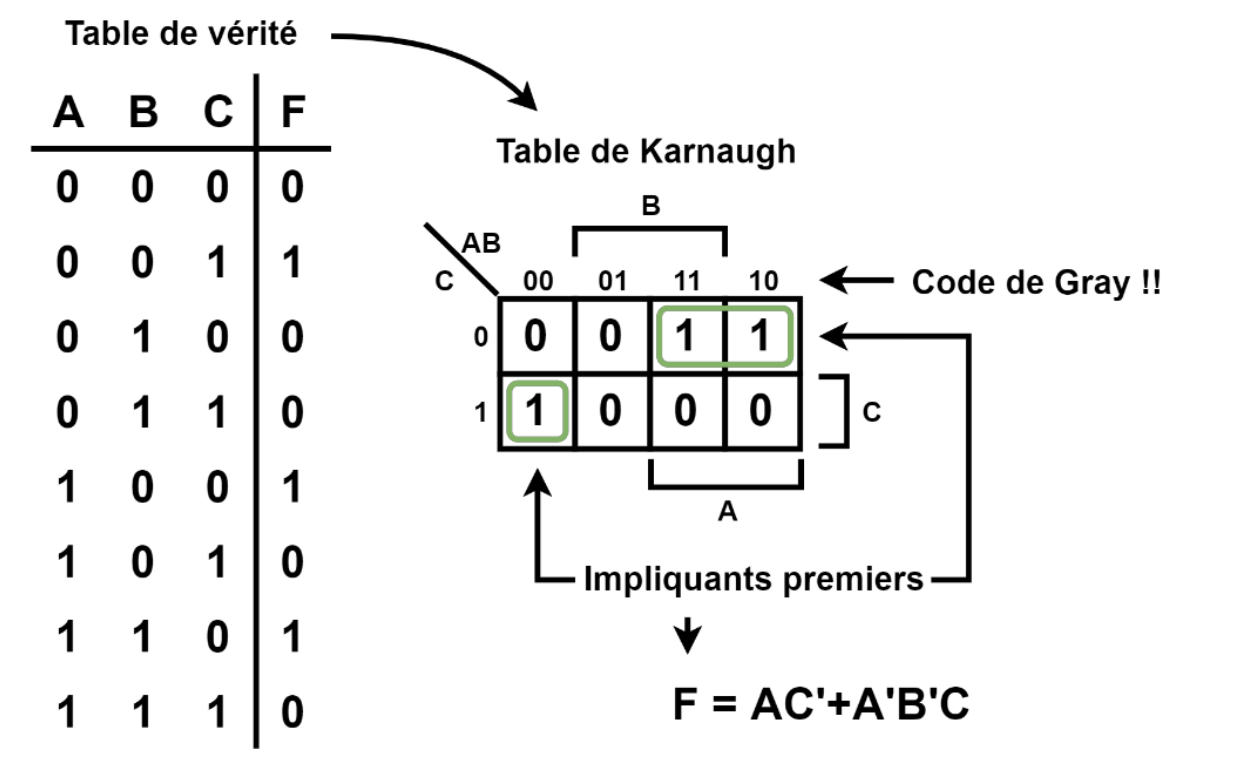 Table de vérité
A B C F
0 0 0 0
0 0 1 1
0 1 0 0
0 1 1 0
1 0 0 1
1 0 1 0
1 1 0 1
1 1 1 0
Table de Karnaugh
B
AB
C 00 01 11 10
Code de Gray !!
0 0 0 1 1
1 1 0 0 0
C
A
Impliquants premiers
F = AC'+A'B'C